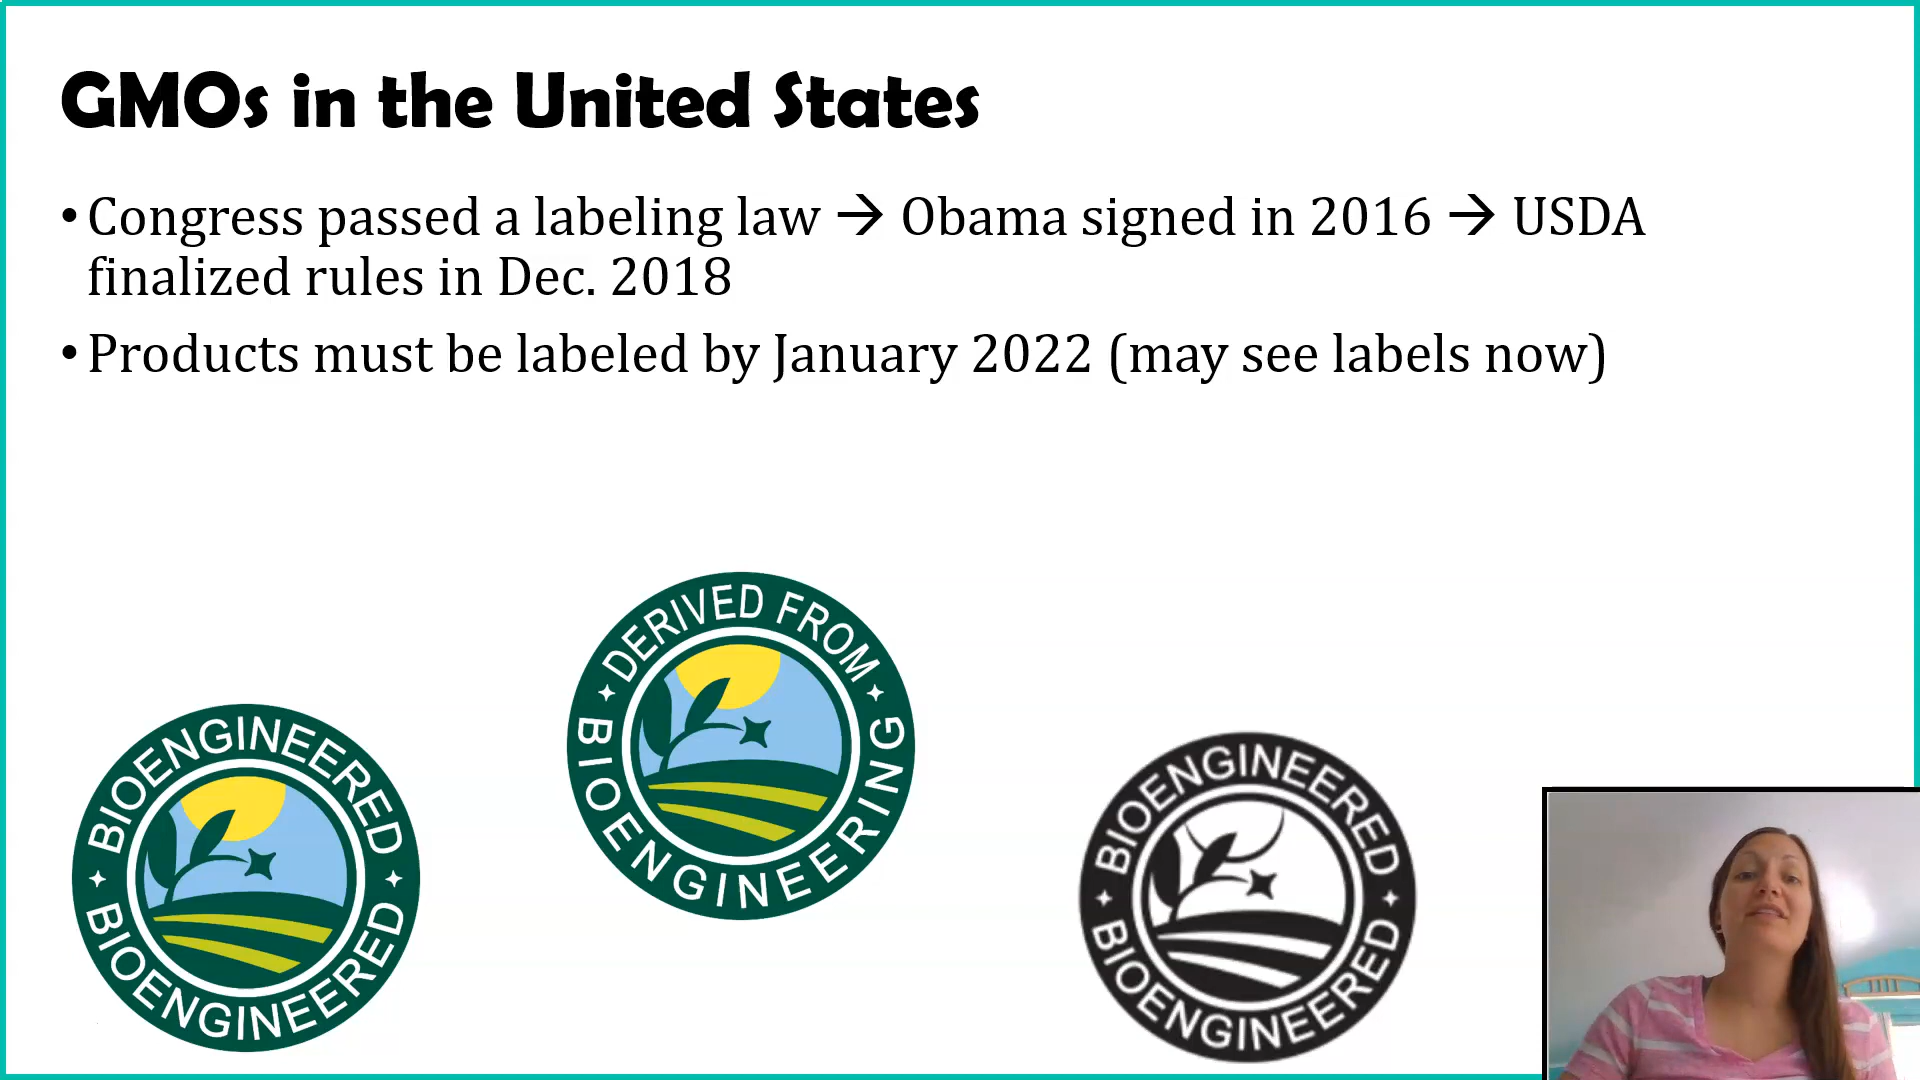 GMOs in the United States
• Congress passed a labeling law → Obama signed in 2016 → USDA
finalized rules in Dec. 2018
• Products must be labeled by January 2022 (may see labels now)
DERIVED FROM
BIOENGINEERING
BIOENGINEERED
BIOENGINEERED
BIOENGINEERED
BIOENGINEERED